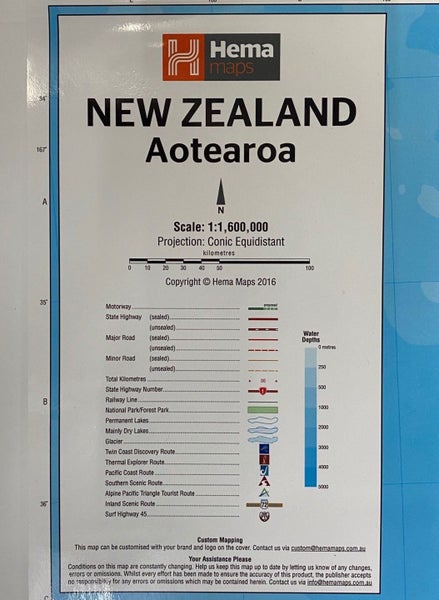 Hema
maps
NEW ZEALAND
Aotearoa
N
Scale: 1:1,600,000
Projection: Conic Equidistant
kilometres
0 10 20 30 40 50 100
Copyright © Hema Maps 2016
Motorway
State Highway (sealed)
(unsealed)
Major Road (sealed)
(unsealed)
Minor Road (sealed)
(unsealed)
Total Kilometres
State Highway Number
Railway Line
National Park/Forest Park
Permanent Lakes
Mainly Dry Lakes
Glacier
Twin Coast Discovery Route
Thermal Explorer Route
Pacific Coast Route
Southern Scenic Route
Alpine Pacific Triangle Tourist Route
Inland Scenic Route
Surf Highway 45
Water
Depths
0 metres
250
500
1000
2000
3000
4000
5000
Custom Mapping
This map can be customised with your brand and logo on the cover. Contact us via custom@hemamaps.com.au
Your Assistance Please
Conditions on this map are constantly changing. Help us keep this map up to date by letting us know of any changes,
errors or omissions. Whilst every effort has been made to ensure the accuracy of this product, the publisher accepts
no responsibility for any errors or omissions which may be contained herein. Contact us via info@hemamaps.com.au
34°
167°
A
35°
B
36°
C